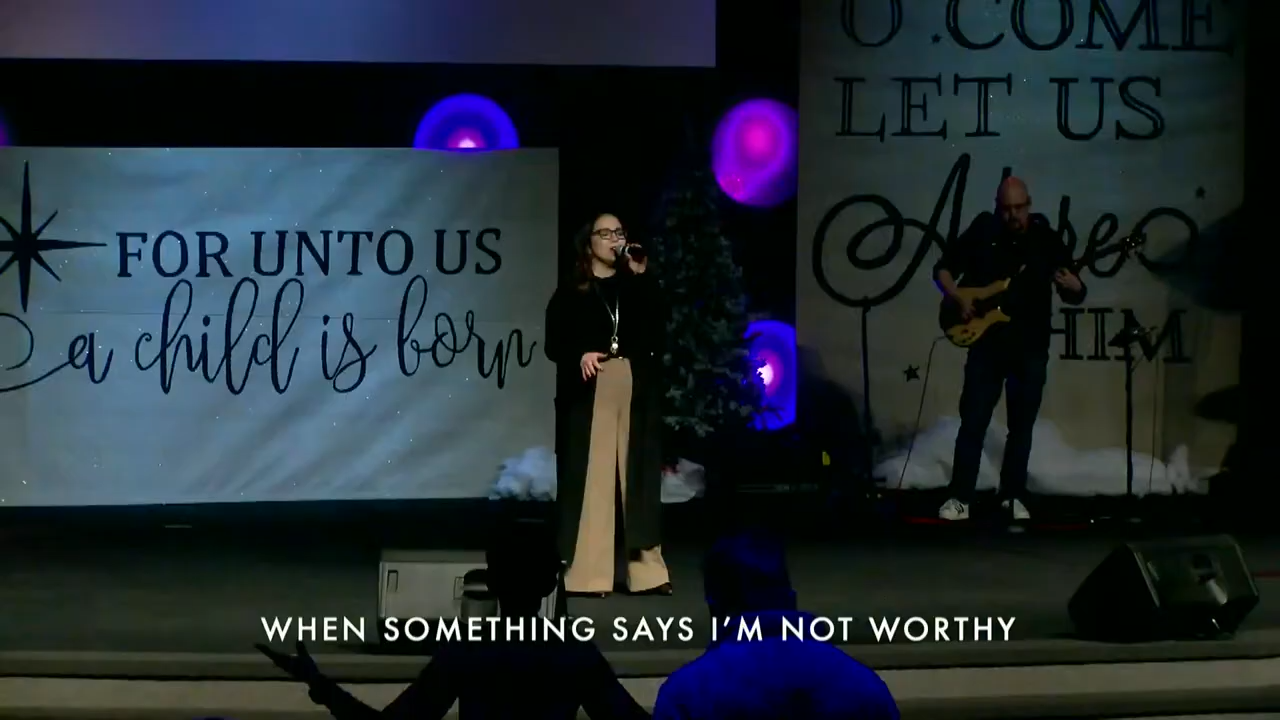 FOR UNTO US
a child is born
O COME
LET US
HIM
WHEN SOMETHING SAYS I'M NOT WORTHY